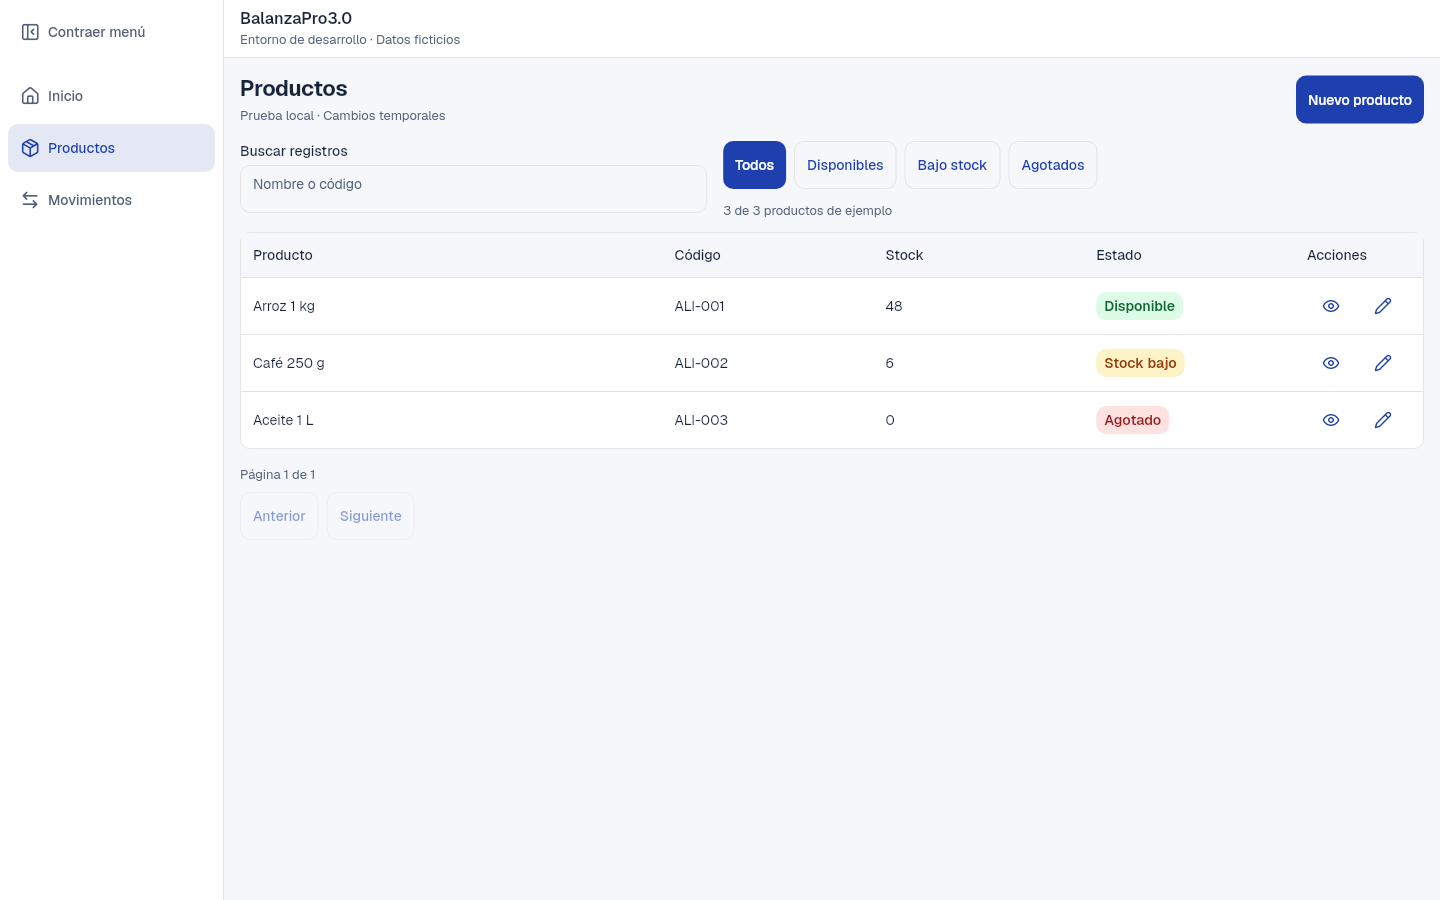 Contraer menú
Inicio
Productos
Movimientos
BalanzaPro3.0
Entorno de desarrollo · Datos ficticios
Productos
Prueba local · Cambios temporales
Nuevo producto
Buscar registros
Nombre o código
Todos Disponibles Bajo stock Agotados
3 de 3 productos de ejemplo
Producto Código Stock Estado Acciones
Arroz 1 kg ALI-001 48 Disponible
Café 250 g ALI-002 6 Stock bajo
Aceite 1 L ALI-003 0 Agotado
Página 1 de 1
Anterior Siguiente